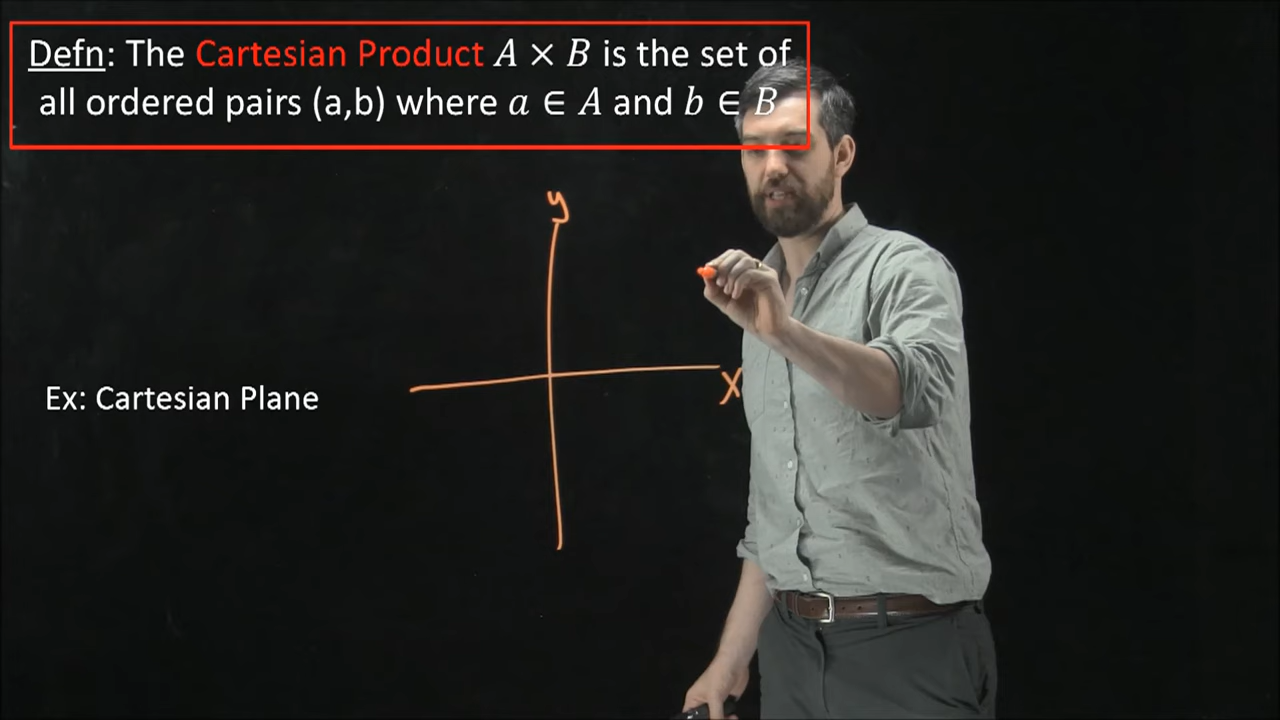 Defn: The Cartesian Product A × B is the set of
all ordered pairs (a,b) where a ∈ A and b ∈ B
y
x
Ex: Cartesian Plane